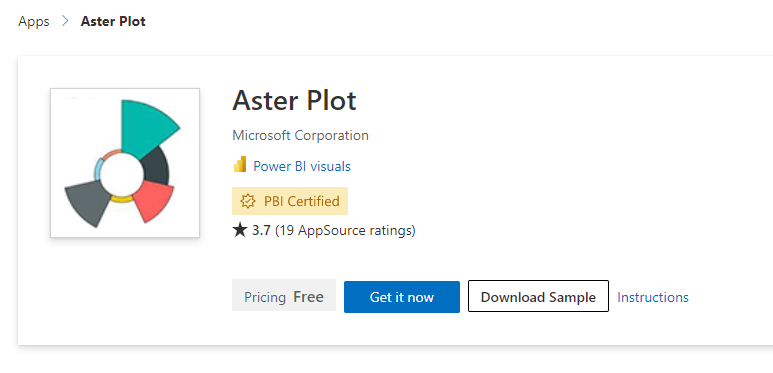 Apps > Aster Plot
Aster Plot
Microsoft Corporation
Power BI visuals
PBI Certified
★ 3.7 (19 AppSource ratings)
Pricing Free Get it now Download Sample Instructions